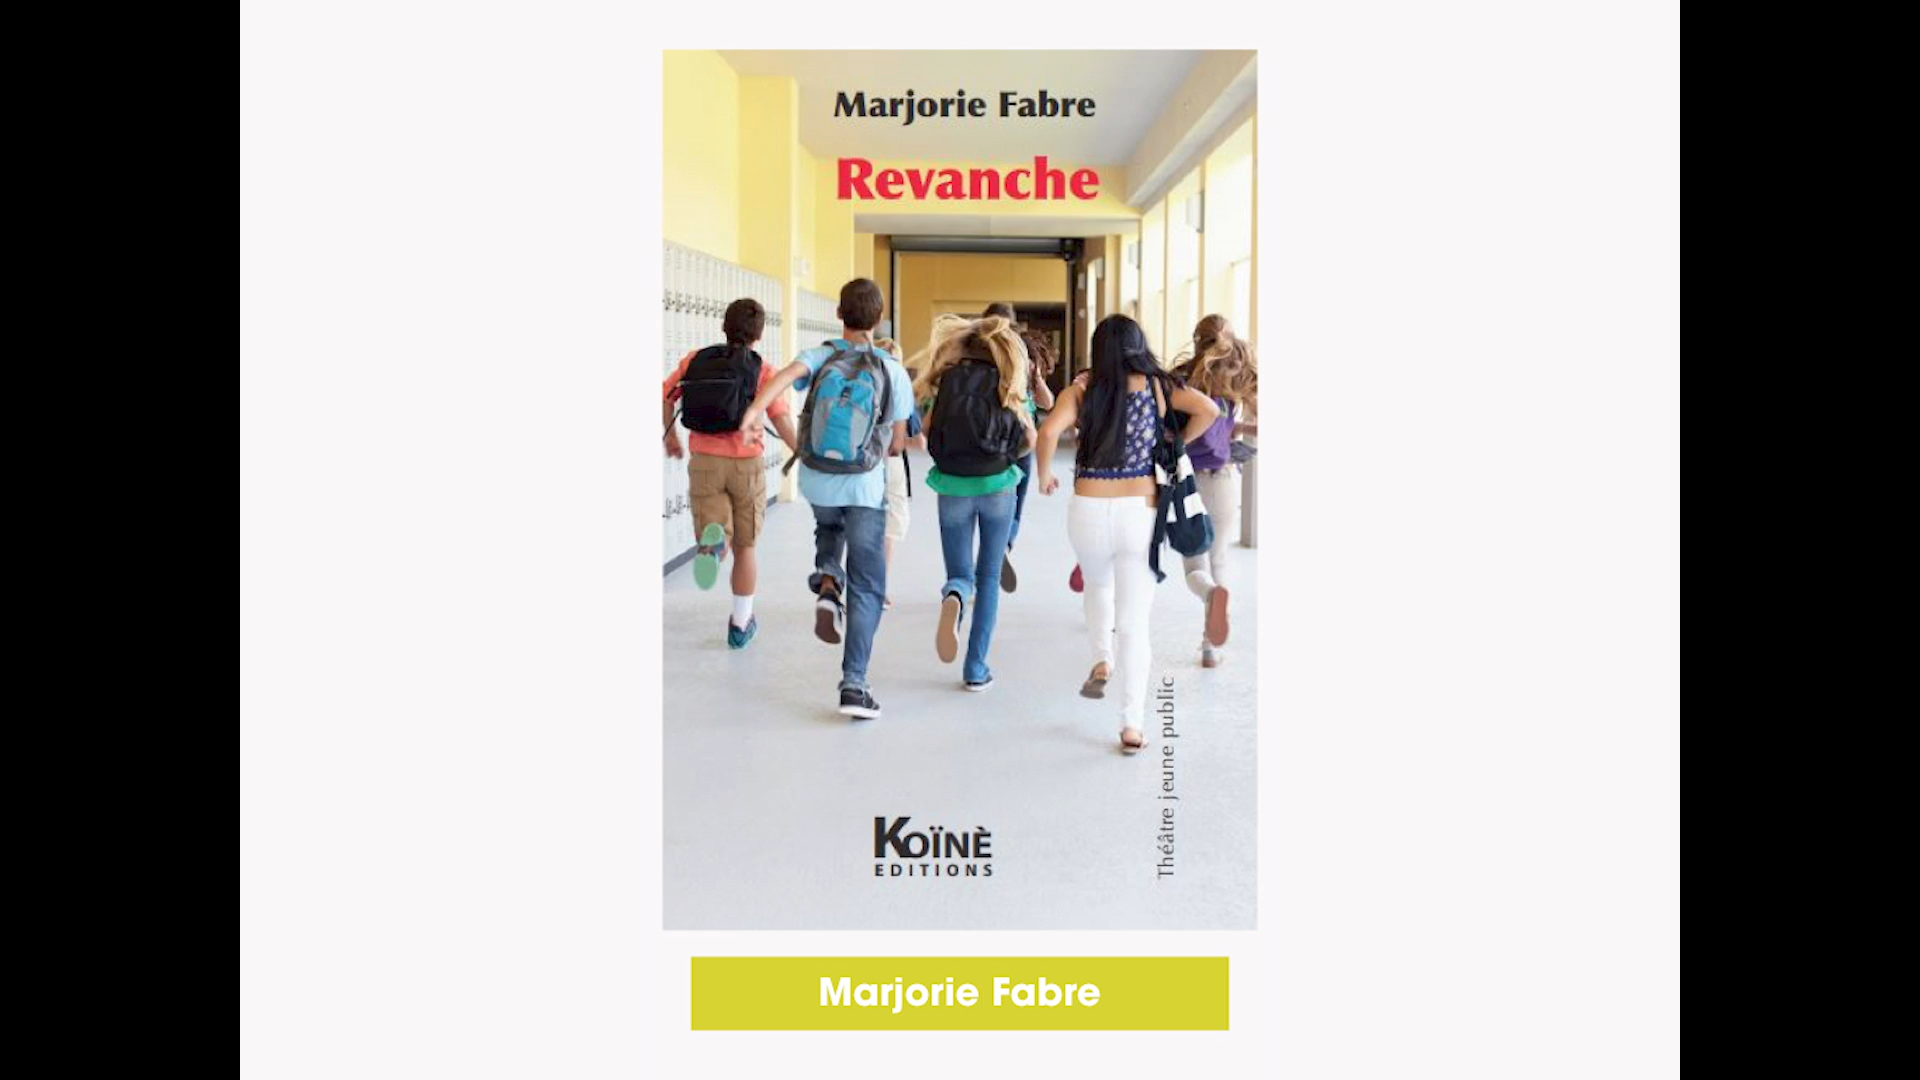 Marjorie Fabre
Revanche
Théâtre jeune public
KOÏNÈ
EDITIONS
Marjorie Fabre